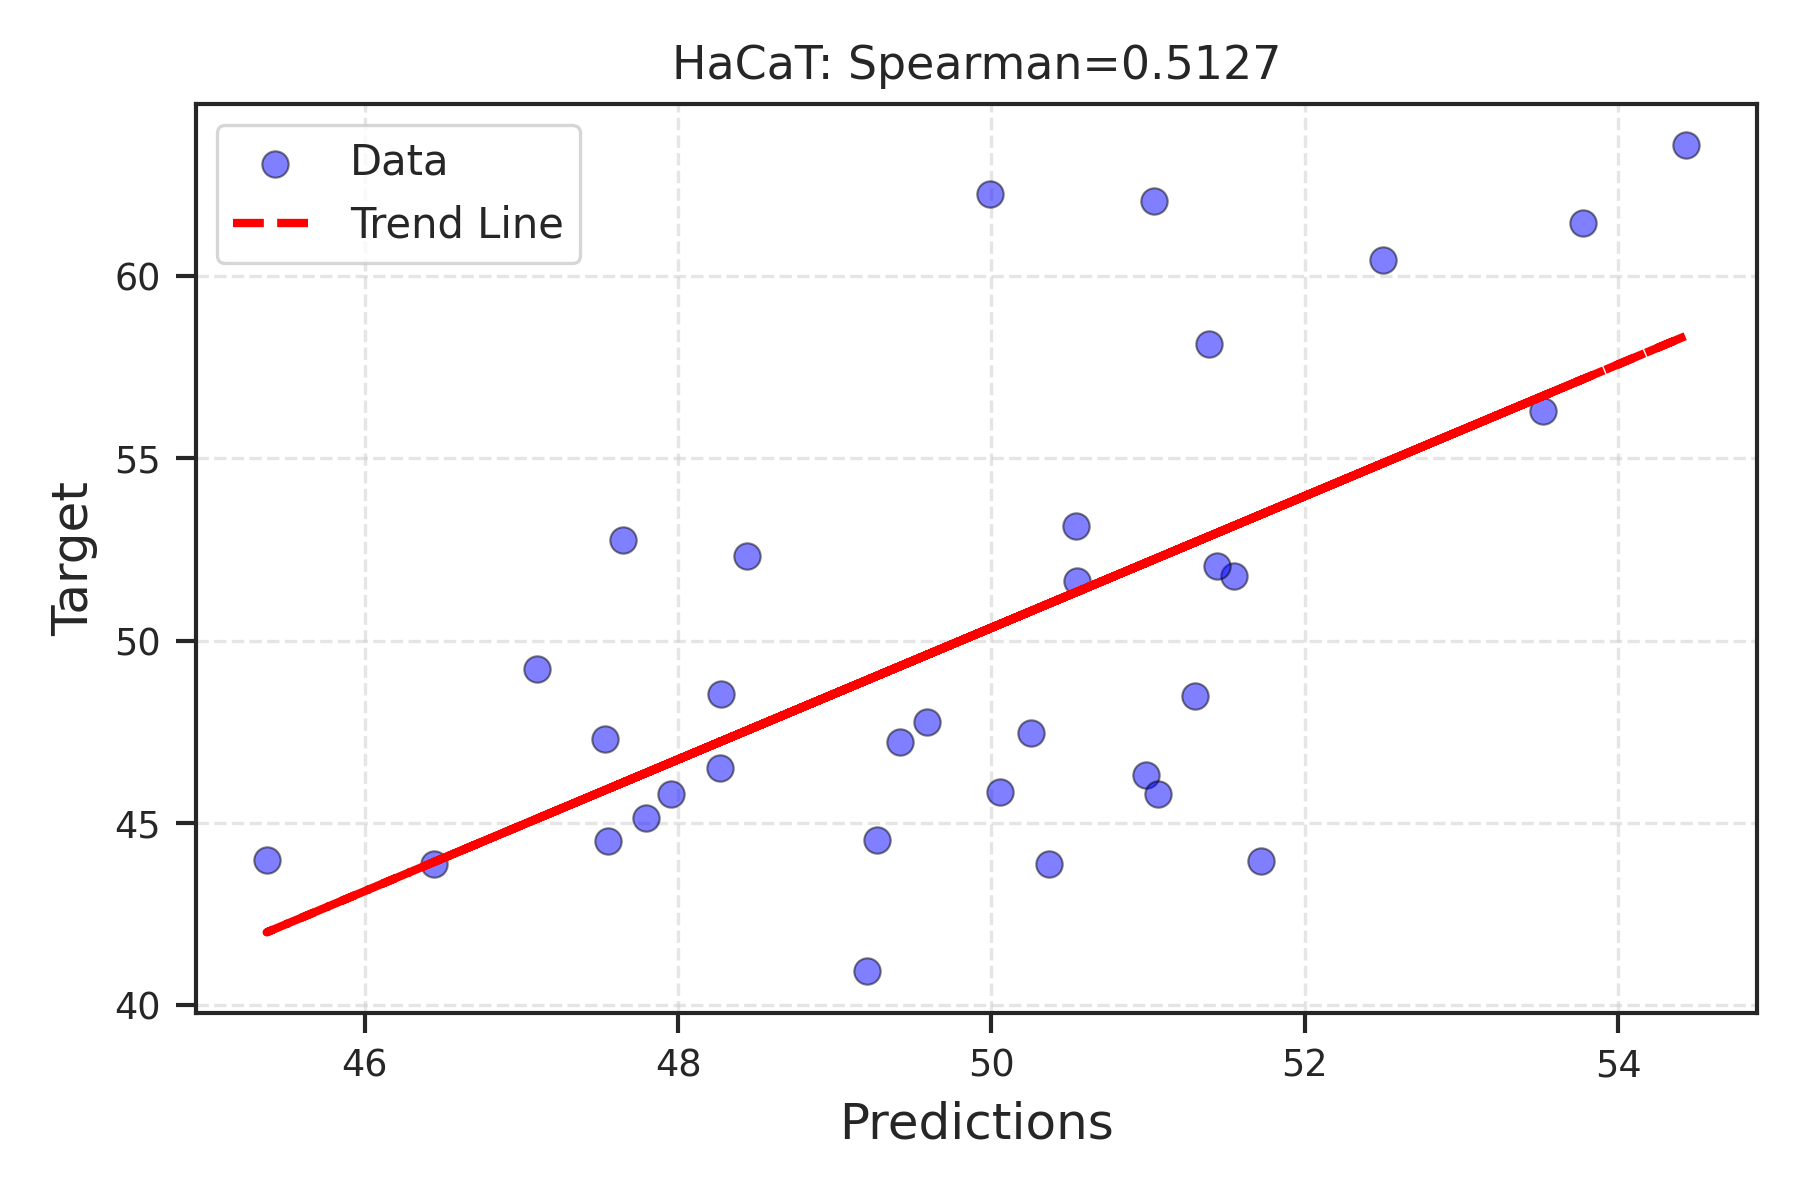 HaCaT: Spearman=0.5127
Data
Trend Line
60
55
50
45
40
Target
46 48 50 52 54
Predictions